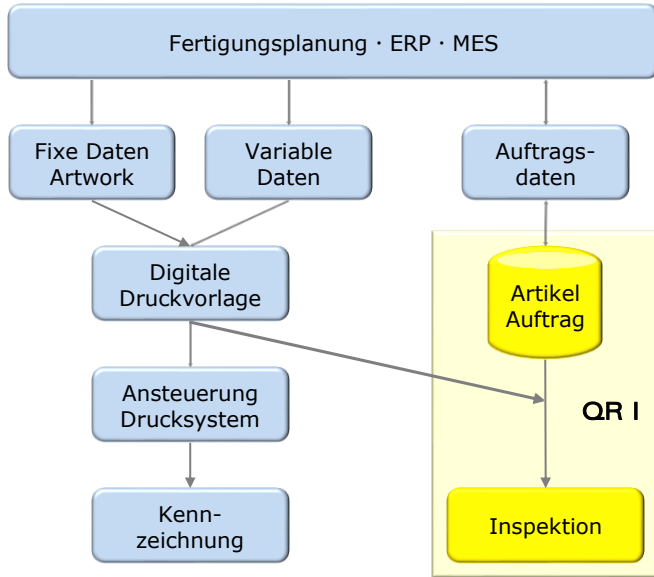 Fertigungsplanung · ERP · MES
Fixe Daten
Artwork
Variable
Daten
Auftrags-
daten
Digitale
Druckvorlage
Artikel
Auftrag
Ansteuerung
Drucksystem
QR I
Kenn-
zeichnung
Inspektion